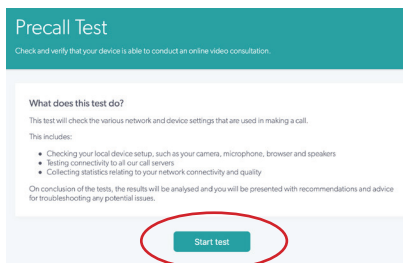 Precall Test
Check and verify that your device is able to conduct an online video consultation.
What does this test do?
This test will check the various network and device settings that are used in making a call.
This includes:
• Checking your local device setup, such as your camera, microphone, browser and speakers
• Testing connectivity to all our call servers
• Collecting statistics relating to your network connectivity and quality
On conclusion of the tests, the results will be analysed and you will be presented with recommendations and advice
for troubleshooting any potential issues.
Start test